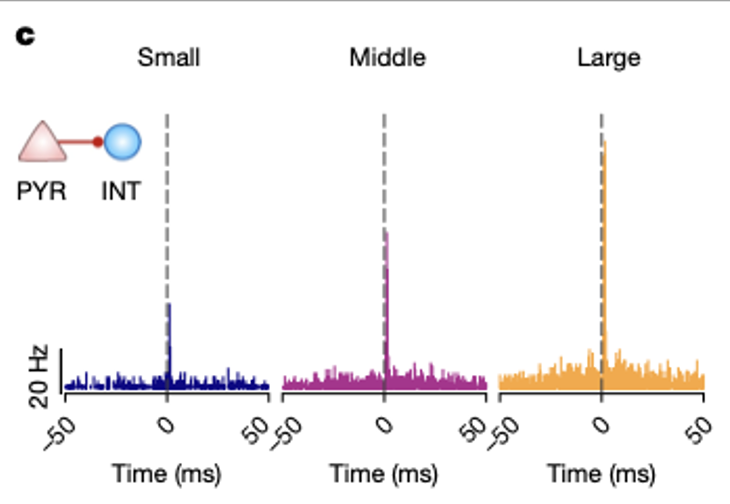 c
Small Middle Large
PYR INT
20 Hz
–50 0 50 –50 0 50 –50 0 50
Time (ms) Time (ms) Time (ms)